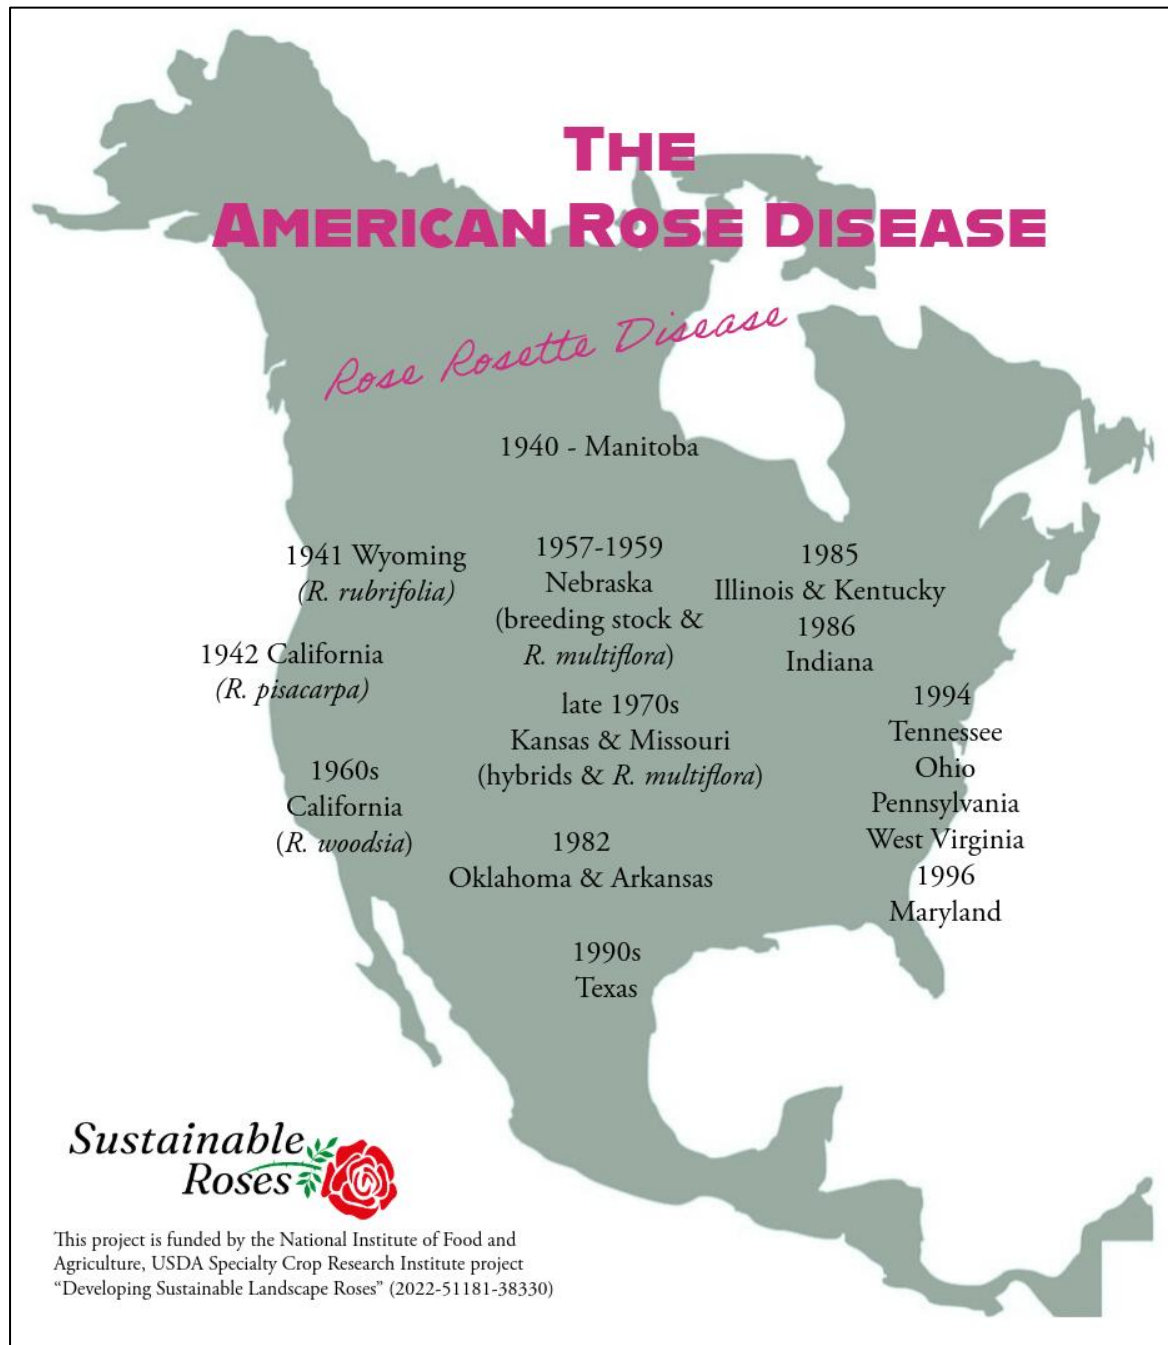 THE
AMERICAN ROSE DISEASE
Rose Rosette Disease
1940 - Manitoba
1941 Wyoming
(R. rubrifolia)
1957-1959
Nebraska
(breeding stock &
R. multiflora)
1985
Illinois & Kentucky
1986
Indiana
1942 California
(R. pisacarpa)
late 1970s
Kansas & Missouri
(hybrids & R. multiflora)
1994
Tennessee
Ohio
Pennsylvania
West Virginia
1996
Maryland
1960s
California
(R. woodsia)
1982
Oklahoma & Arkansas
1990s
Texas
Sustainable
Roses
This project is funded by the National Institute of Food and
Agriculture, USDA Specialty Crop Research Institute project
“Developing Sustainable Landscape Roses” (2022-51181-38330)